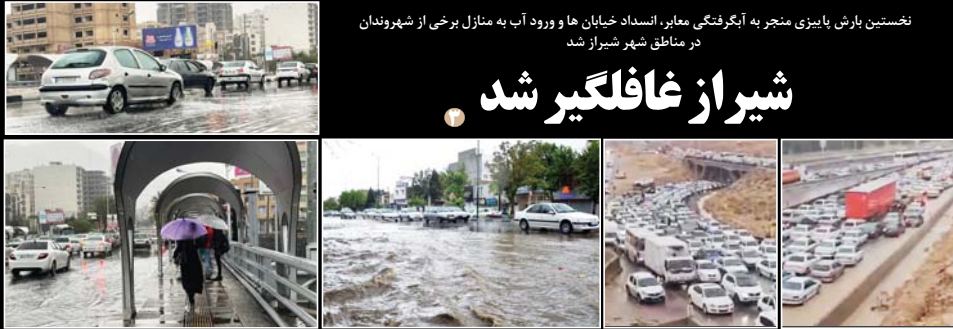 نخستین بارش پاییزی منجر به آبگرفتگی معابر، انسداد خیابان ها و ورود آب به منازل برخی از شهروندان
در مناطق شهر شیراز شد
شیراز غافلگیر شد
۳